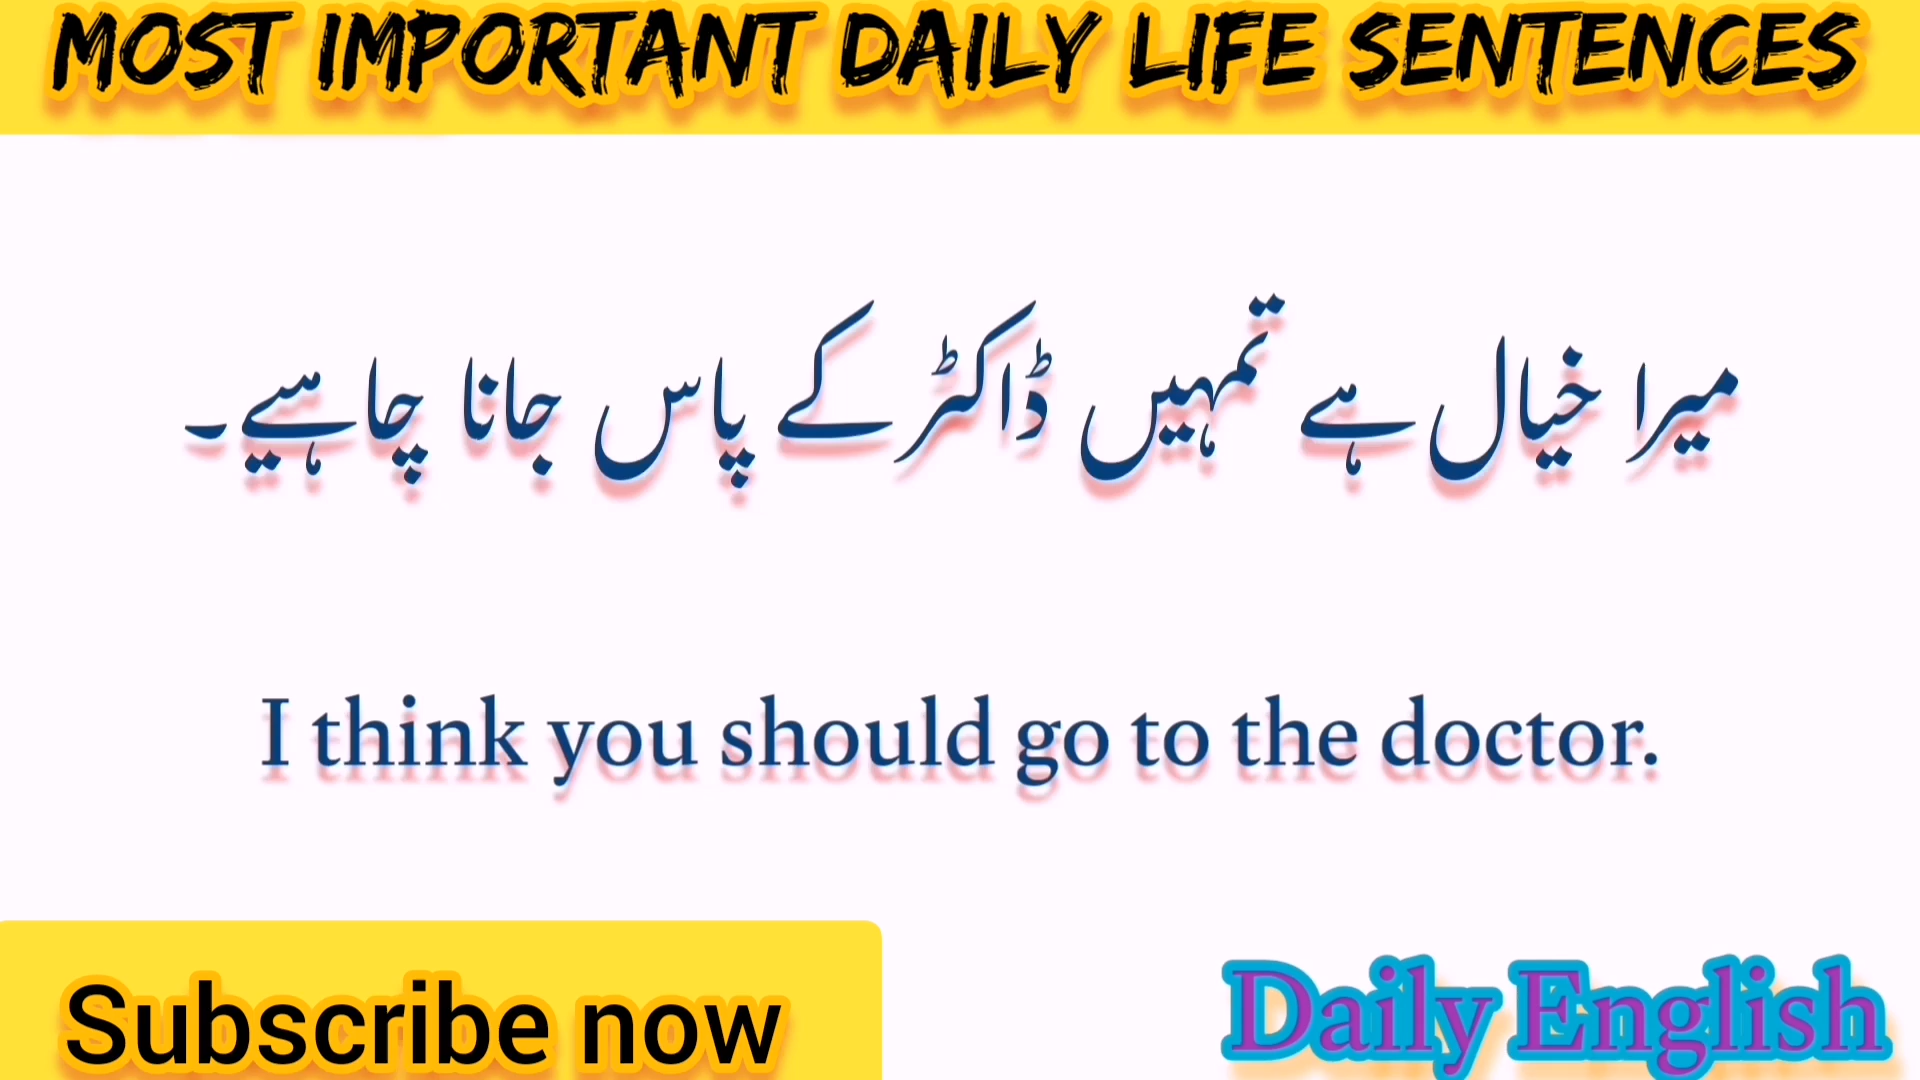 MOST IMPORTANT DAILY LIFE SENTENCES
میرا خیال ہے تمہیں ڈاکٹر کے پاس جانا چاہیے۔
I think you should go to the doctor.
Subscribe now
Daily English